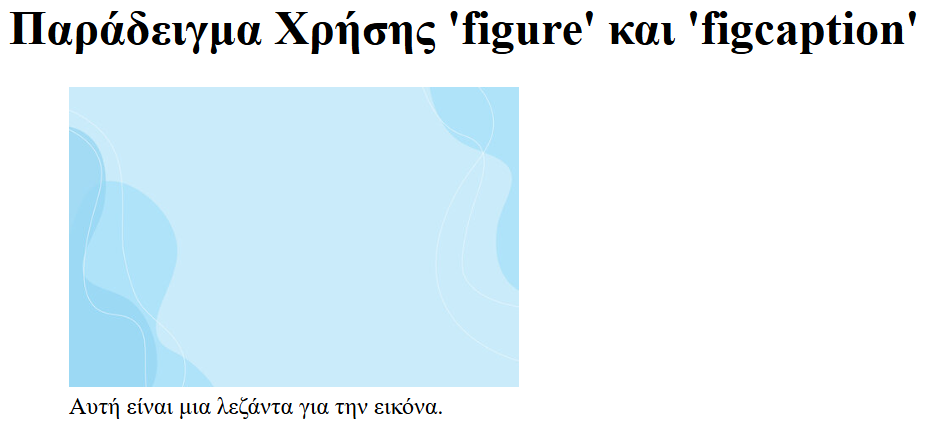 Παράδειγμα Χρήσης 'figure' και 'figcaption'
Αυτή είναι μια λεζάντα για την εικόνα.